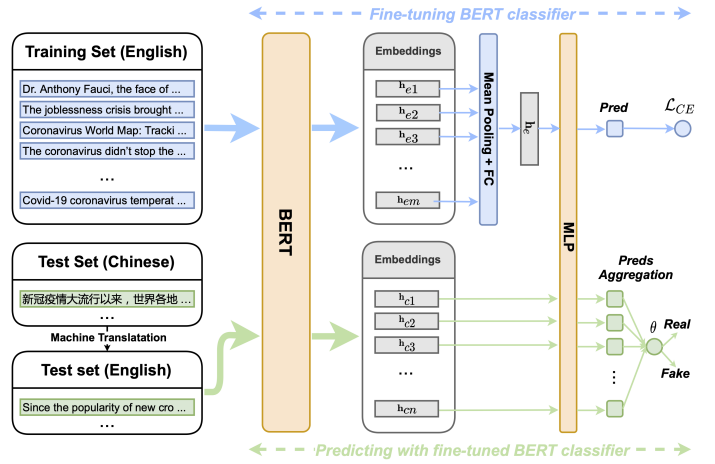 Fine-tuning BERT classifier
Training Set (English)
Dr. Anthony Fauci, the face of ...
The joblessness crisis brought ...
Coronavirus World Map: Tracki ...
The coronavirus didn't stop the ...
...
Covid-19 coronavirus temperat ...
BERT
Embeddings
h_e1
h_e2
h_e3
...
h_em
Mean Pooling + FC
h_e
MLP
Pred
L_CE
Test Set (Chinese)
新冠疫情大流行以来，世界各地 ...
...
Machine Translatation
Test set (English)
Since the popularity of new cro ...
...
Embeddings
h_c1
h_c2
h_c3
...
h_cn
Preds
Aggregation
...
θ
Real
Fake
Predicting with fine-tuned BERT classifier